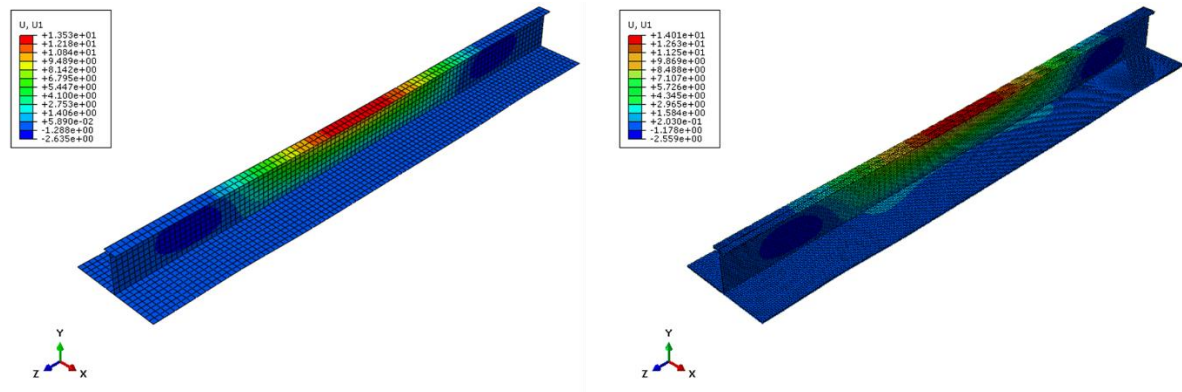 U, U1
+1.353e+01
+1.218e+01
+1.084e+01
+9.489e+00
+8.142e+00
+6.795e+00
+5.447e+00
+4.100e+00
+2.753e+00
+1.406e+00
+5.890e-02
-1.288e+00
-2.635e+00
Y
Z
X
U, U1
+1.401e+01
+1.263e+01
+1.125e+01
+9.869e+00
+8.488e+00
+7.107e+00
+5.726e+00
+4.345e+00
+2.965e+00
+1.584e+00
+2.030e-01
-1.178e+00
-2.559e+00
Y
Z
X